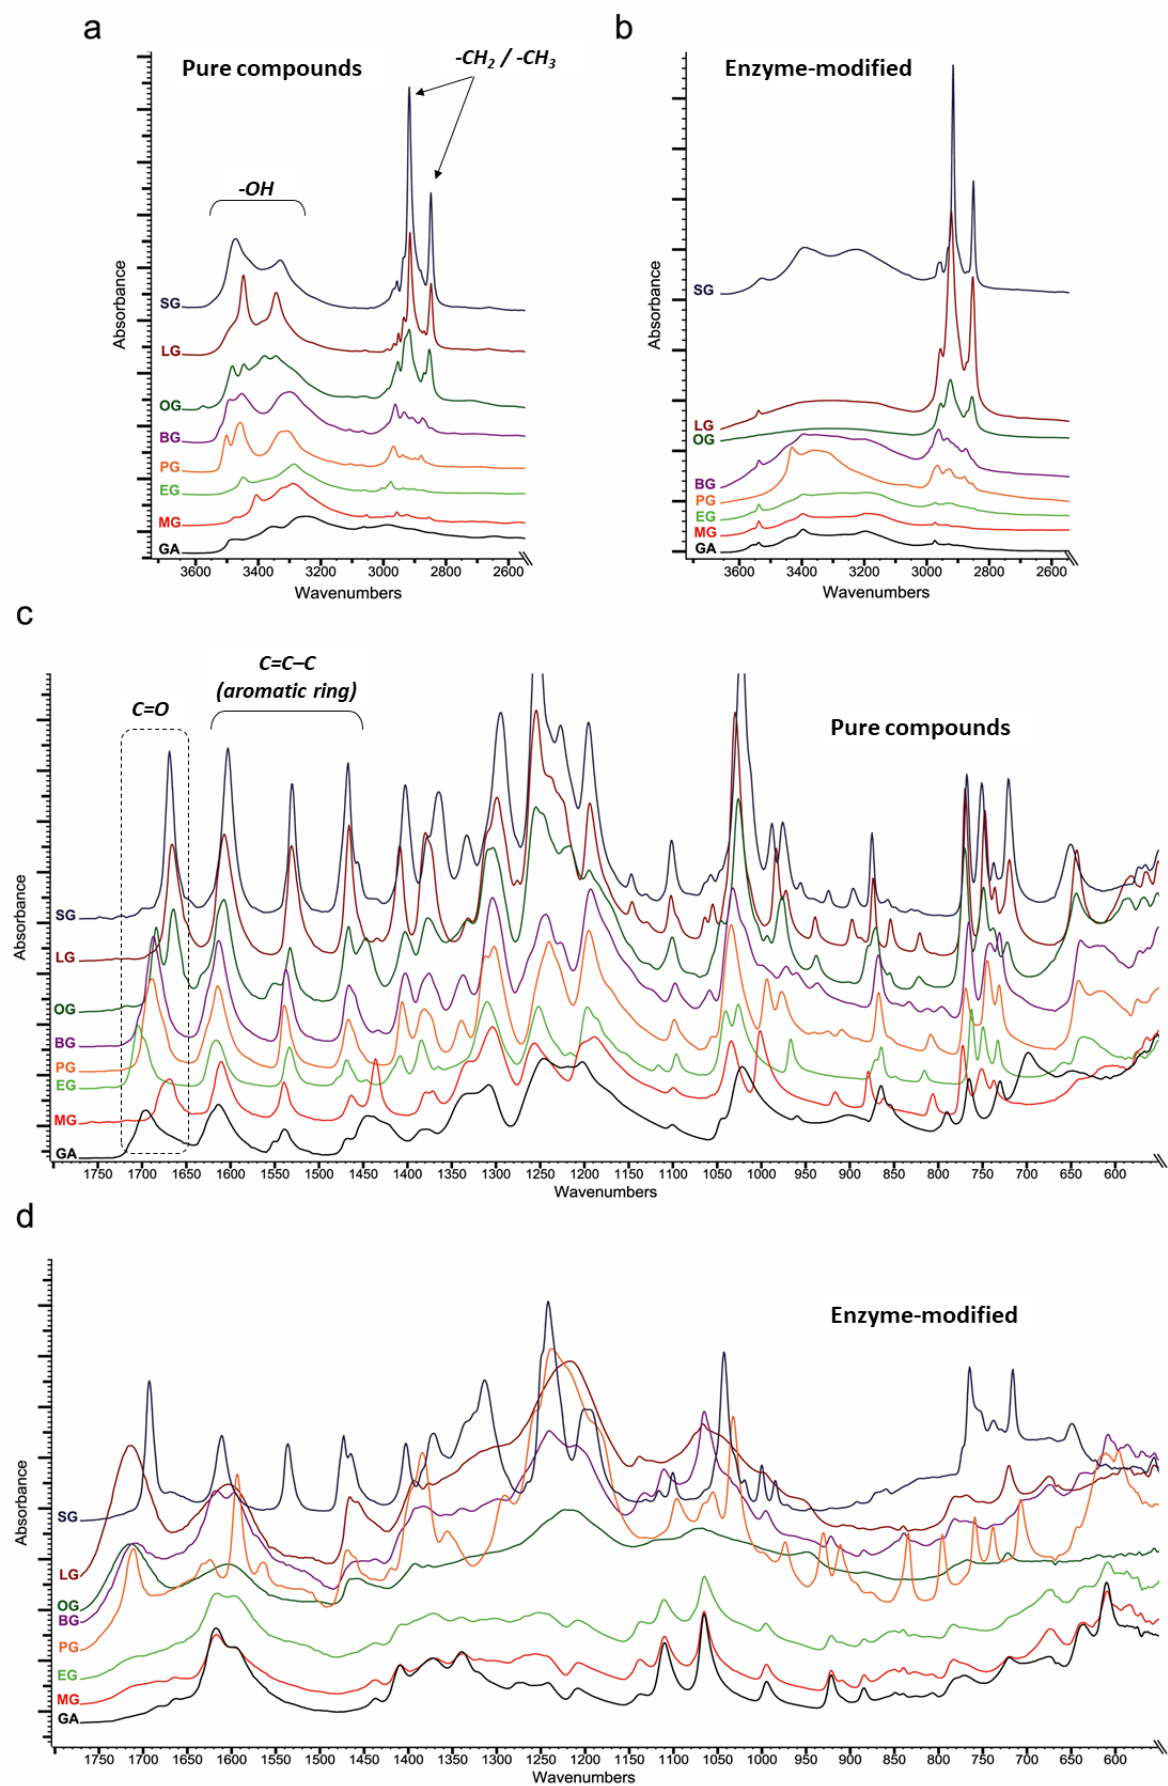 a
Pure compounds
-CH2 / -CH3
-OH
Absorbance
SG
LG
OG
BG
PG
EG
MG
GA
3600 3400 3200 3000 2800 2600
Wavenumbers
b
Enzyme-modified
Absorbance
SG
LG
OG
BG
PG
EG
MG
GA
3600 3400 3200 3000 2800 2600
Wavenumbers
c
C=O
C=C–C
(aromatic ring)
Pure compounds
Absorbance
SG
LG
OG
BG
PG
EG
MG
GA
1750 1700 1650 1600 1550 1500 1450 1400 1350 1300 1250 1200 1150 1100 1050 1000 950 900 850 800 750 700 650 600
Wavenumbers
d
Enzyme-modified
Absorbance
SG
LG
OG
BG
PG
EG
MG
GA
1750 1700 1650 1600 1550 1500 1450 1400 1350 1300 1250 1200 1150 1100 1050 1000 950 900 850 800 750 700 650 600
Wavenumbers